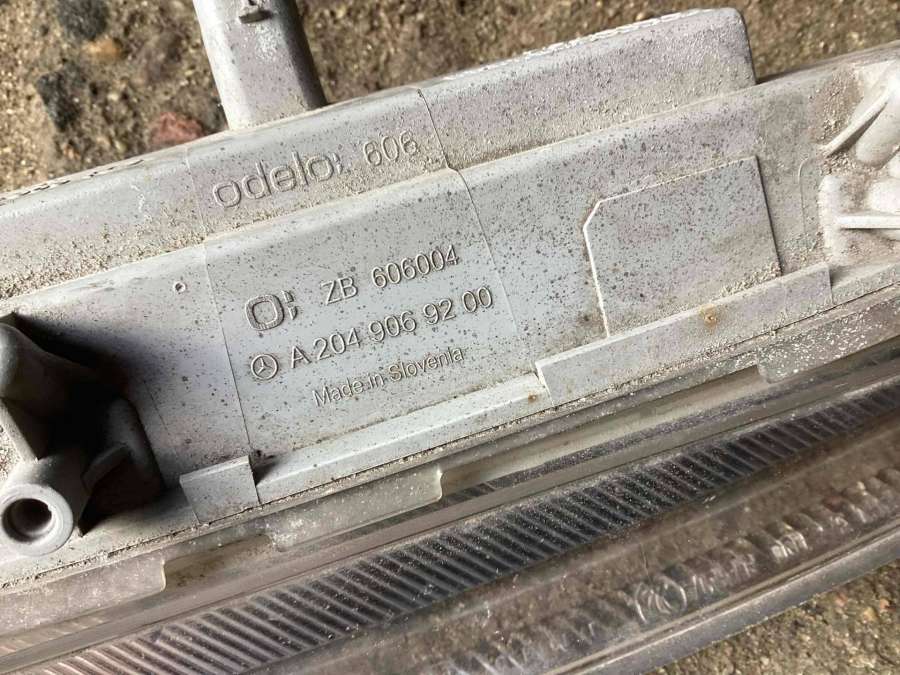 odelo; 606
o; ZB 606004
A 204 906 92 00
Made in Slovenia